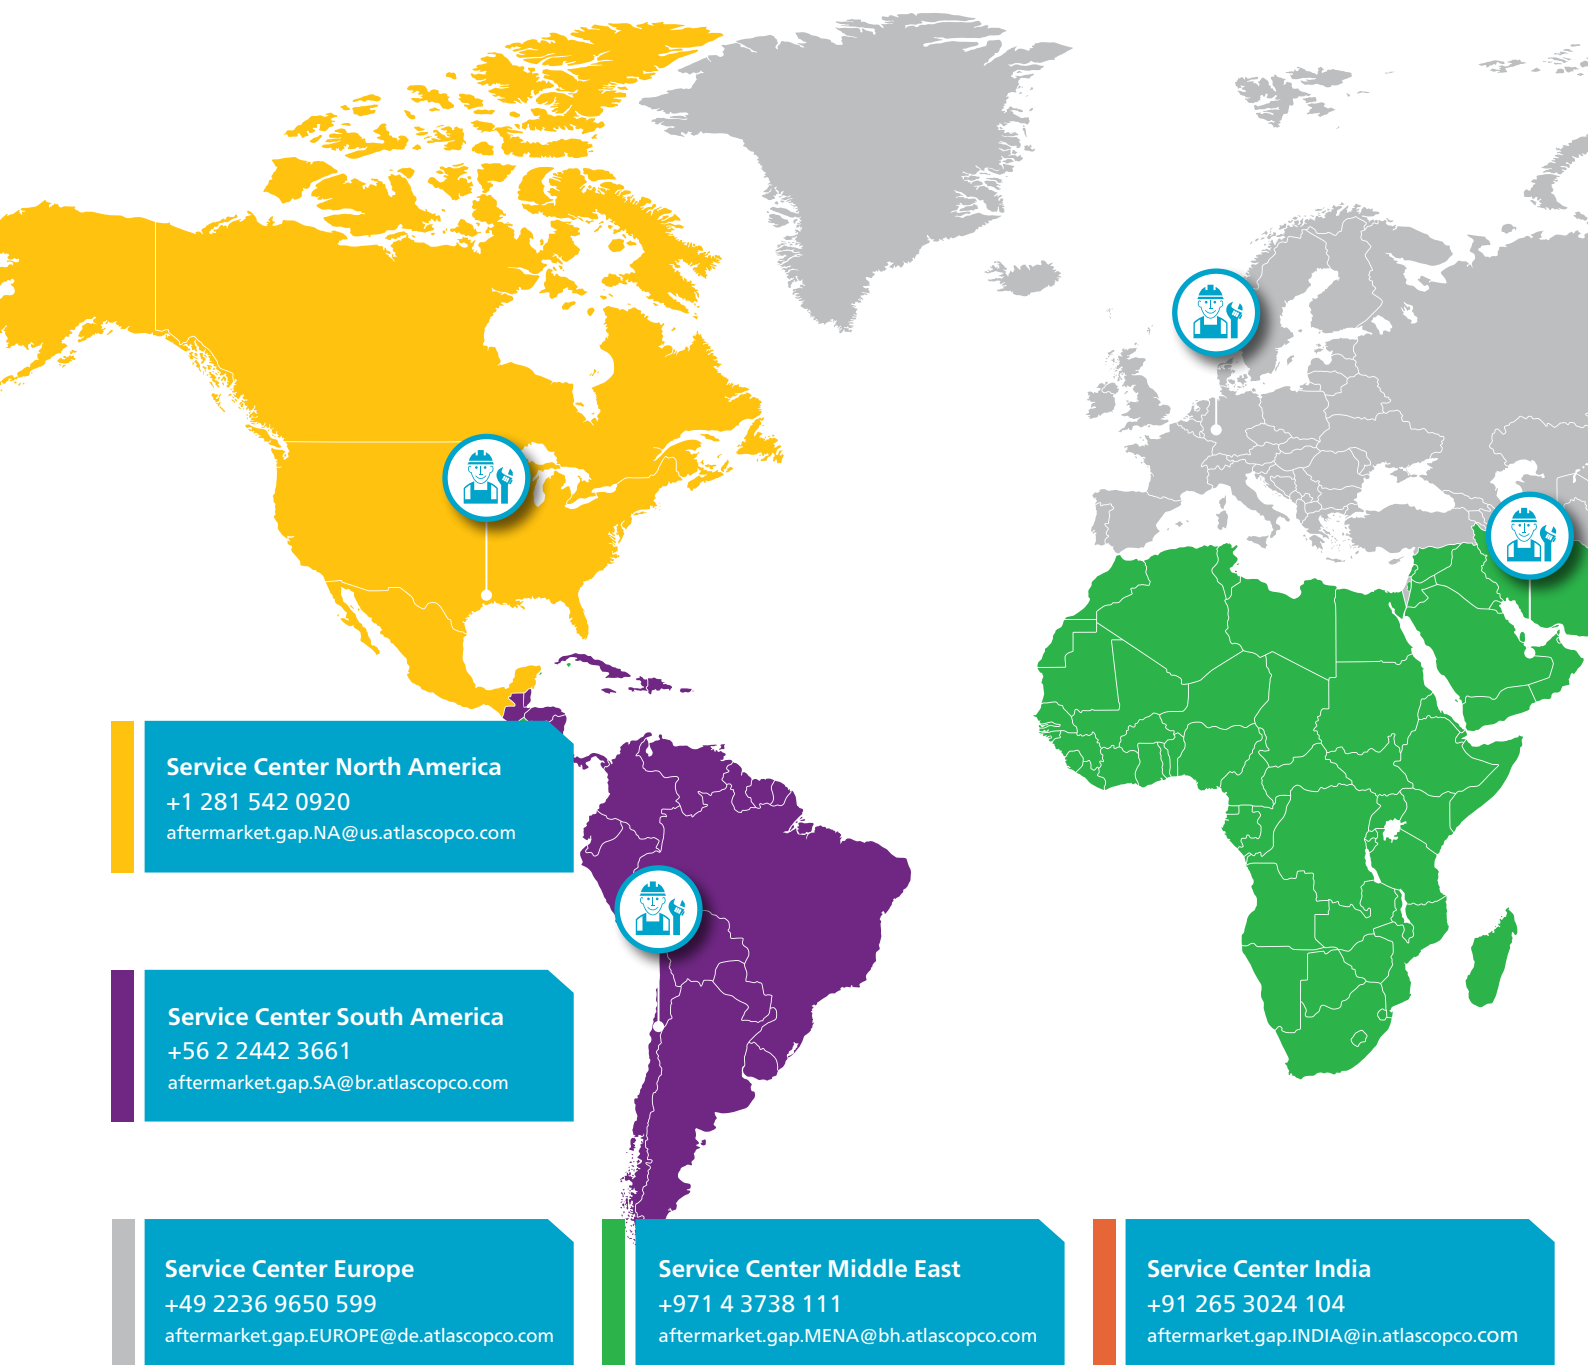 Service Center North America
+1 281 542 0920
aftermarket.gap.NA@us.atlascopco.com
Service Center South America
+56 2 2442 3661
aftermarket.gap.SA@br.atlascopco.com
Service Center Europe
+49 2236 9650 599
aftermarket.gap.EUROPE@de.atlascopco.com
Service Center Middle East
+971 4 3738 111
aftermarket.gap.MENA@bh.atlascopco.com
Service Center India
+91 265 3024 104
aftermarket.gap.INDIA@in.atlascopco.com